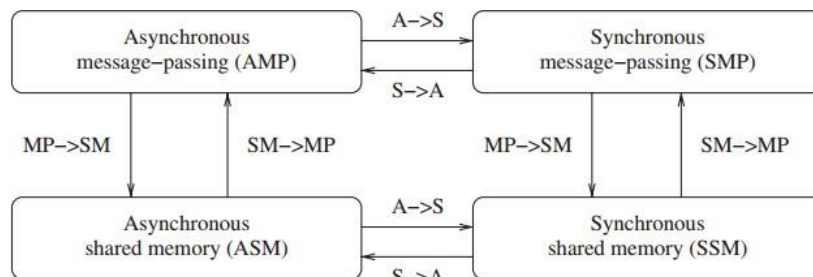 Asynchronous
message−passing (AMP)
A−>S
S−>A
Synchronous
message−passing (SMP)
MP−>SM
SM−>MP
MP−>SM
SM−>MP
Asynchronous
shared memory (ASM)
A−>S
S−>A
Synchronous
shared memory (SSM)